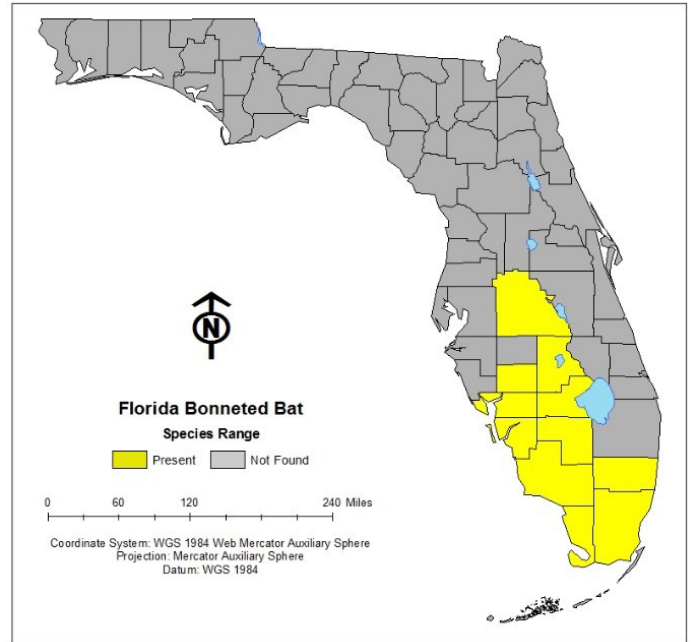 N
Florida Bonneted Bat
Species Range
Present Not Found
0 60 120 240 Miles
Coordinate System: WGS 1984 Web Mercator Auxiliary Sphere
Projection: Mercator Auxiliary Sphere
Datum: WGS 1984